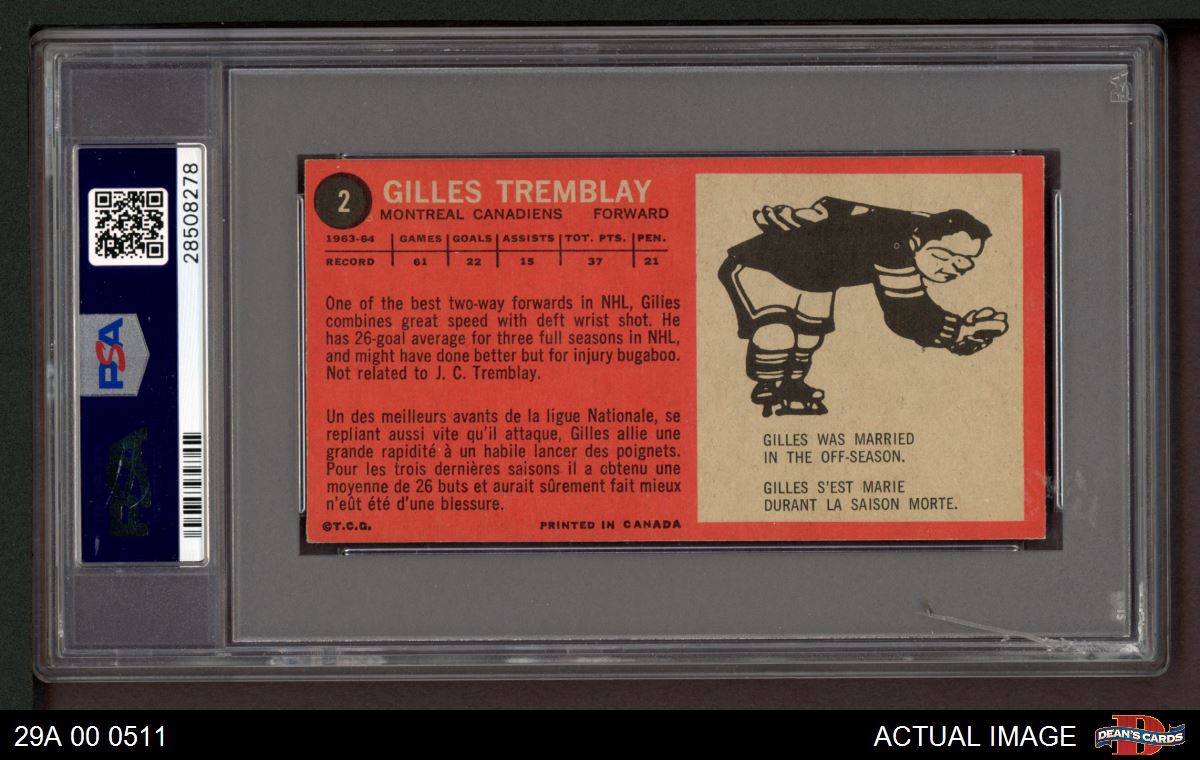 28508278
PSA
2
GILLES TREMBLAY
MONTREAL CANADIENS FORWARD
1963-64 GAMES GOALS ASSISTS TOT. PTS. PEN.
RECORD 61 22 15 37 21
One of the best two-way forwards in NHL, Gilles
combines great speed with deft wrist shot. He
has 26-goal average for three full seasons in NHL,
and might have done better but for injury bugaboo.
Not related to J. C. Tremblay.
Un des meilleurs avants de la ligue Nationale, se
repliant aussi vite qu'il attaque, Gilles allie une
grande rapidité à un habile lancer des poignets.
Pour les trois dernières saisons il a obtenu une
moyenne de 26 buts et aurait sûrement fait mieux
n'eût été d'une blessure.
©T.C.G. PRINTED IN CANADA
GILLES WAS MARRIED
IN THE OFF-SEASON.
GILLES S'EST MARIE
DURANT LA SAISON MORTE.
PSA
29A 00 0511
ACTUAL IMAGE
DEAN'S CARDS